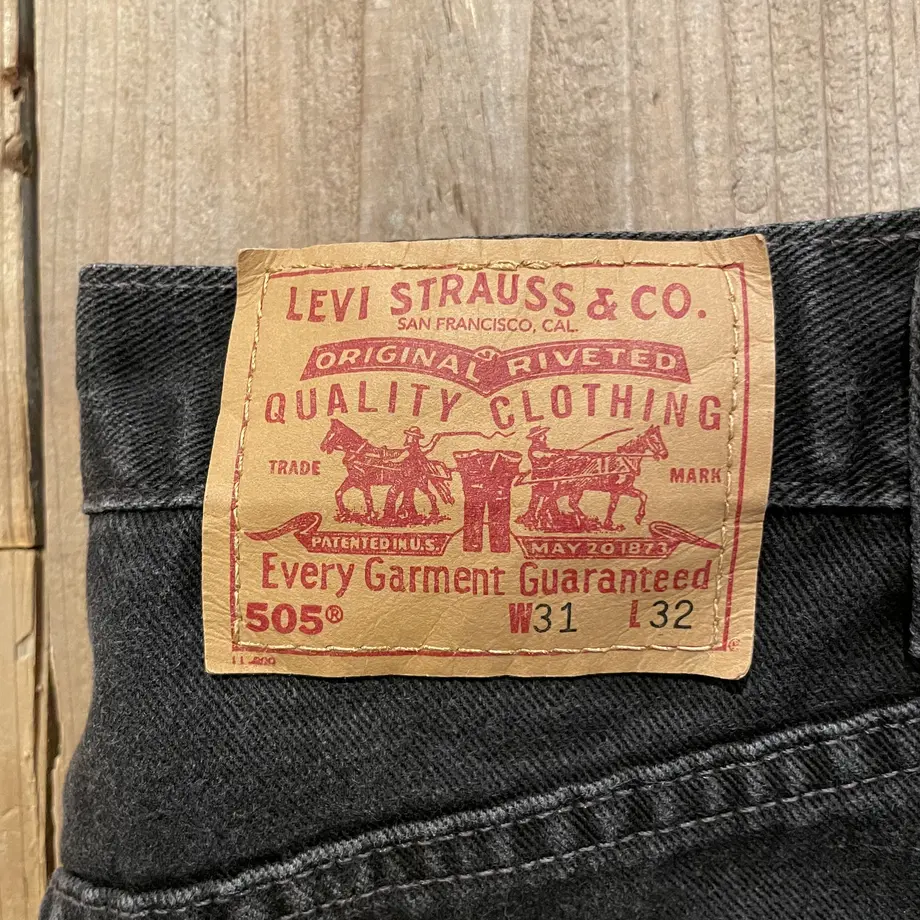 LEVI STRAUSS & CO.
SAN FRANCISCO, CAL.
ORIGINAL RIVETED
QUALITY CLOTHING
TRADE MARK
PATENTED IN U.S. MAY 20 1873
Every Garment Guaranteed
505® W31 L32